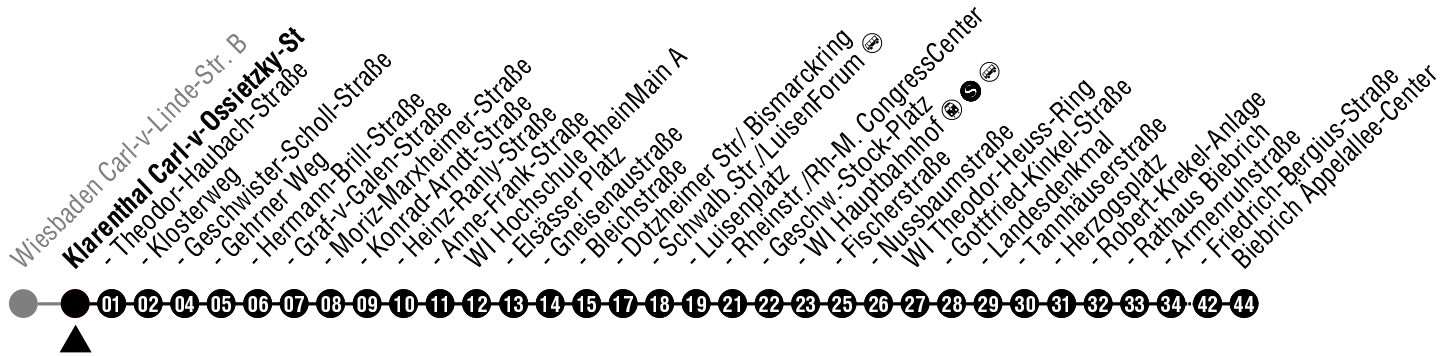 Wiesbaden Carl-v-Linde-Str. B
Klarenthal Carl-v-Ossietzky-St
- Theodor-Haubach-Straße
- Klosterweg
- Geschwister-Scholl-Straße
- Gehrner Weg
- Hermann-Brill-Straße
- Graf-v-Galen-Straße
- Moriz-Marxheimer-Straße
- Konrad-Arndt-Straße
- Heinz-Ranly-Straße
- Anne-Frank-Straße
WI Hochschule RheinMain A
- Elsässer Platz
- Gneisenaustraße
- Bleichstraße
- Dotzheimer Str/.Bismarckring
- Schwalb.Str./LuisenForum
- Luisenplatz
- Rheinstr./Rh-M. CongressCenter
- Geschw.-Stock-Platz
- WI Hauptbahnhof S
- Fischerstraße
- Nussbaumstraße
WI Theodor-Heuss-Ring
- Gottfried-Kinkel-Straße
- Landesdenkmal
- Tannhäuserstraße
- Herzogsplatz
- Robert-Krekel-Anlage
- Rathaus Biebrich
- Armenruhstraße
- Friedrich-Bergius-Straße
Biebrich Äppelallee-Center
01 02 04 05 06 07 08 09 10 11 12 13 14 15 17 18 19 21 22 23 25 26 27 28 29 30 31 32 33 34 42 44